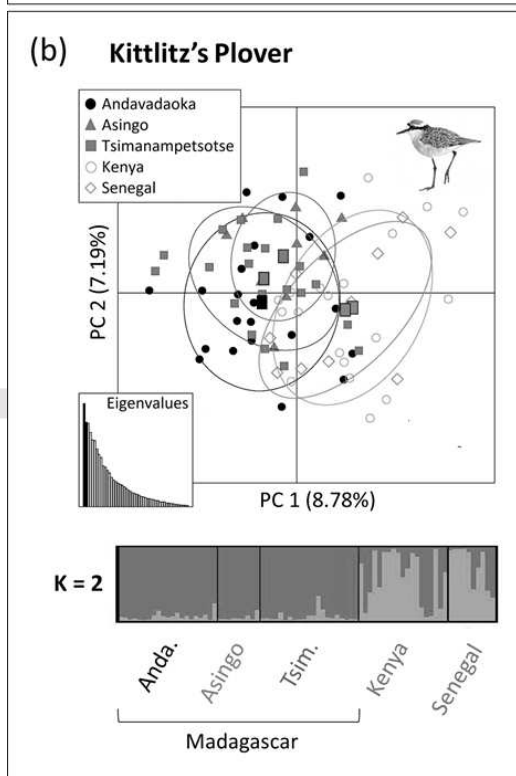 (b) Kittlitz's Plover
Andavadaoka
Asingo
Tsimanampetsotse
Kenya
Senegal
PC 2 (7.19%)
Eigenvalues
PC 1 (8.78%)
K = 2
Anda.
Asingo
Tsim.
Kenya
Senegal
Madagascar